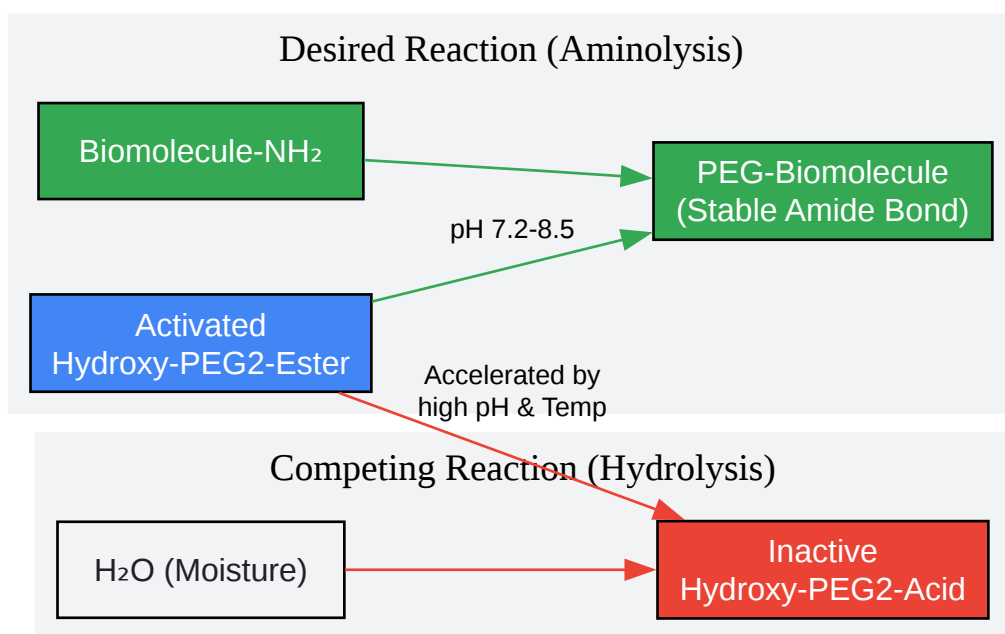 Desired Reaction (Aminolysis)
Biomolecule-NH₂
PEG-Biomolecule
(Stable Amide Bond)
pH 7.2-8.5
Activated
Hydroxy-PEG2-Ester
Accelerated by
high pH & Temp
Competing Reaction (Hydrolysis)
H₂O (Moisture)
Inactive
Hydroxy-PEG2-Acid